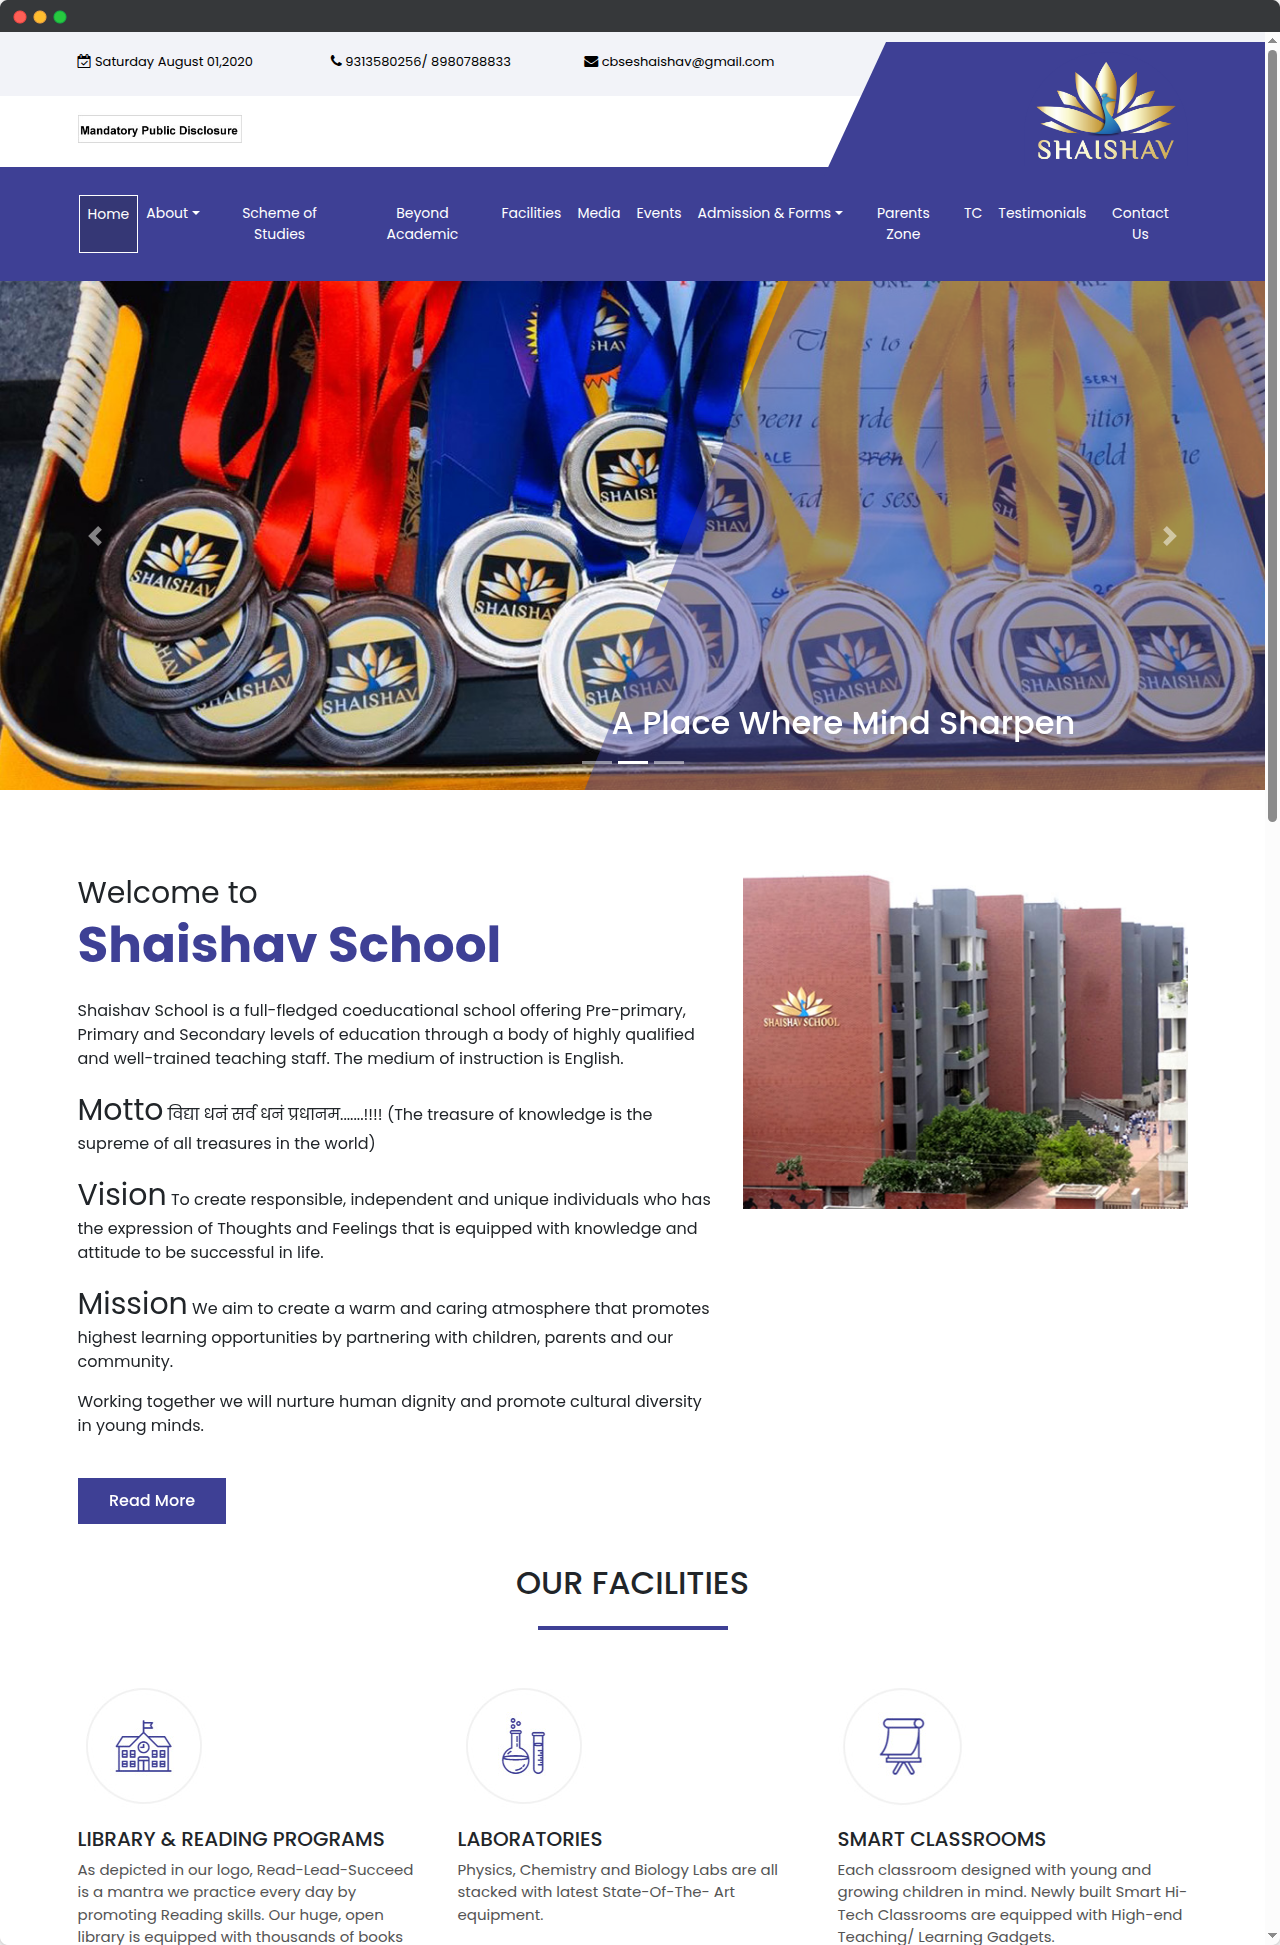 Saturday August 01,2020
9313580256/ 8980788833
cbseshaishav@gmail.com
SHAISHAV
Mandatory Public Disclosure
Home
About
Scheme of
Studies
Beyond
Academic
Facilities
Media
Events
Admission & Forms
Parents
Zone
TC
Testimonials
Contact
Us
SHAISHAV
SHAISHAV
SHAISHAV
SHAISHAV
SHAISHAV
A Place Where Mind Sharpen
Welcome to
Shaishav School
Shaishav School is a full-fledged coeducational school offering Pre-primary,
Primary and Secondary levels of education through a body of highly qualified
and well-trained teaching staff. The medium of instruction is English.
Motto विद्या धनं सर्व धनं प्रधानम.......!!!! (The treasure of knowledge is the
supreme of all treasures in the world)
Vision To create responsible, independent and unique individuals who has
the expression of Thoughts and Feelings that is equipped with knowledge and
attitude to be successful in life.
Mission We aim to create a warm and caring atmosphere that promotes
highest learning opportunities by partnering with children, parents and our
community.
Working together we will nurture human dignity and promote cultural diversity
in young minds.
SHAISHAV SCHOOL
Read More
OUR FACILITIES
LIBRARY & READING PROGRAMS
As depicted in our logo, Read-Lead-Succeed
is a mantra we practice every day by
promoting Reading skills. Our huge, open
library is equipped with thousands of books
LABORATORIES
Physics, Chemistry and Biology Labs are all
stacked with latest State-Of-The- Art
equipment.
SMART CLASSROOMS
Each classroom designed with young and
growing children in mind. Newly built Smart Hi-
Tech Classrooms are equipped with High-end
Teaching/ Learning Gadgets.